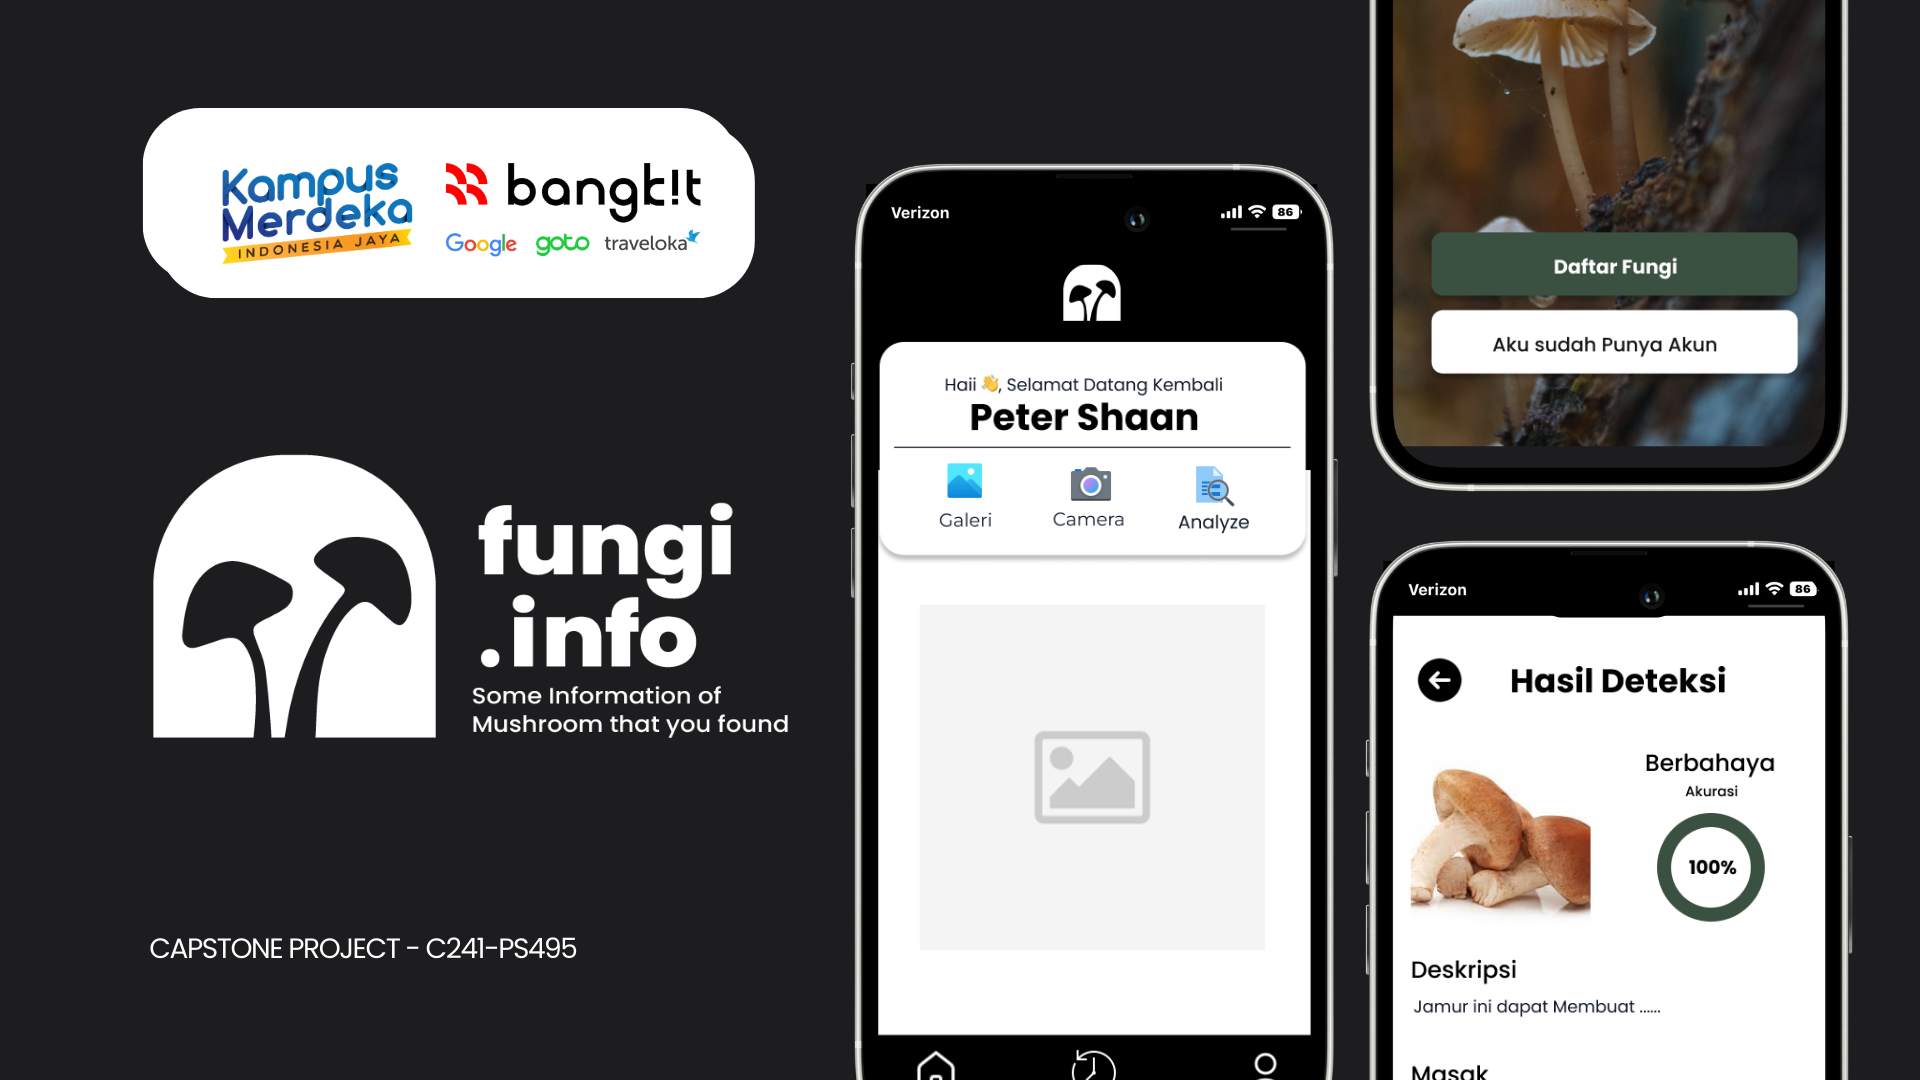 Kampus
Merdeka
INDONESIA JAYA
bangk!t
Google goto traveloka
fungi
.info
Some Information of
Mushroom that you found
CAPSTONE PROJECT - C241-PS495
Verizon
86
Haii 👋, Selamat Datang Kembali
Peter Shaan
Galeri
Camera
Analyze
Daftar Fungi
Aku sudah Punya Akun
Verizon
86
Hasil Deteksi
Berbahaya
Akurasi
100%
Deskripsi
Jamur ini dapat Membuat ......
Masak